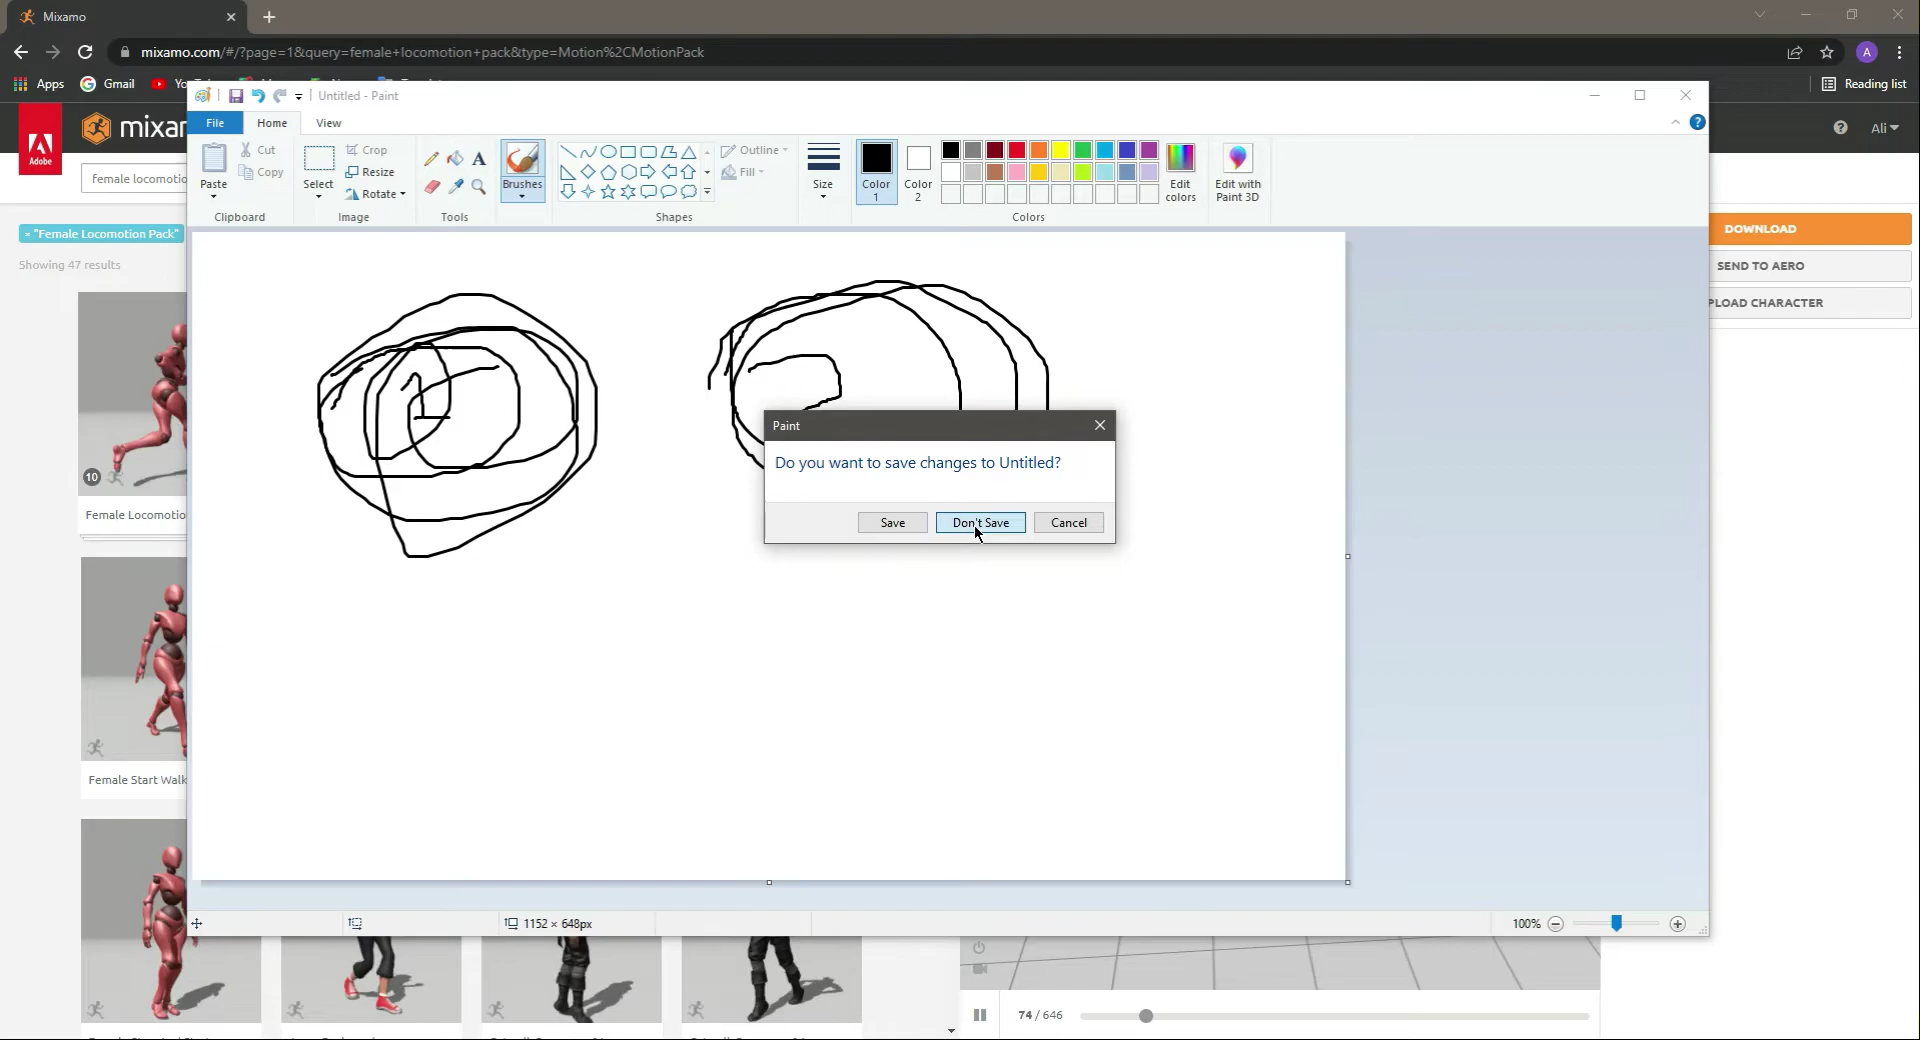 Mixamo
mixamo.com/#/?page=1&query=female+locomotion+pack&type=Motion%2CMotionPack
A
Apps Gmail Reading list
Untitled - Paint
File Home View
Adobe
Ali
female locomotio
Paste
Cut
Copy
Clipboard
Select
Crop
Resize
Rotate
Image
A
Tools
Brushes
Shapes
Outline
Fill
Size
Color
1
Color
2
Edit
colors
Colors
Edit with
Paint 3D
× "Female Locomotion Pack"
Showing 47 results
DOWNLOAD
SEND TO AERO
PLOAD CHARACTER
Paint
Do you want to save changes to Untitled?
Save Don't Save Cancel
10
Female Locomotio
Female Start Walk
1152 × 648px
100%
74 / 646